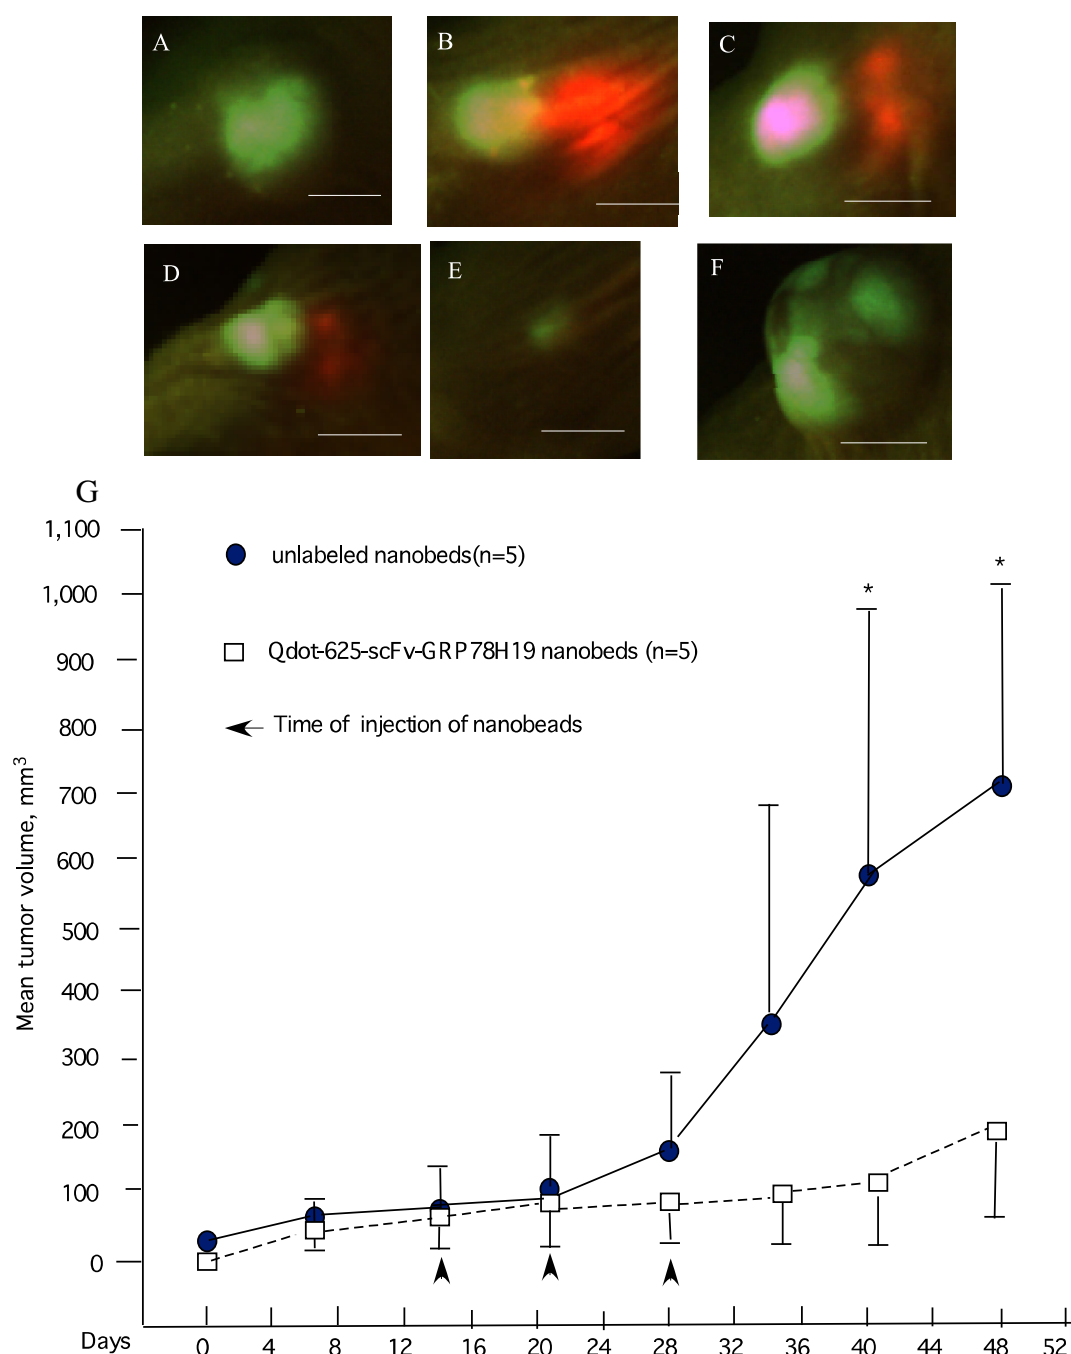 A
B
C
D
E
F
G
1,100
unlabeled nanobeds(n=5)
*
*
1,000
900
Qdot-625-scFv-GRP78H19 nanobeds (n=5)
800
Time of injection of nanobeads
700
600
500
400
300
200
100
0
Mean tumor volume, mm³
Days 0 4 8 12 16 20 24 28 32 36 40 44 48 52